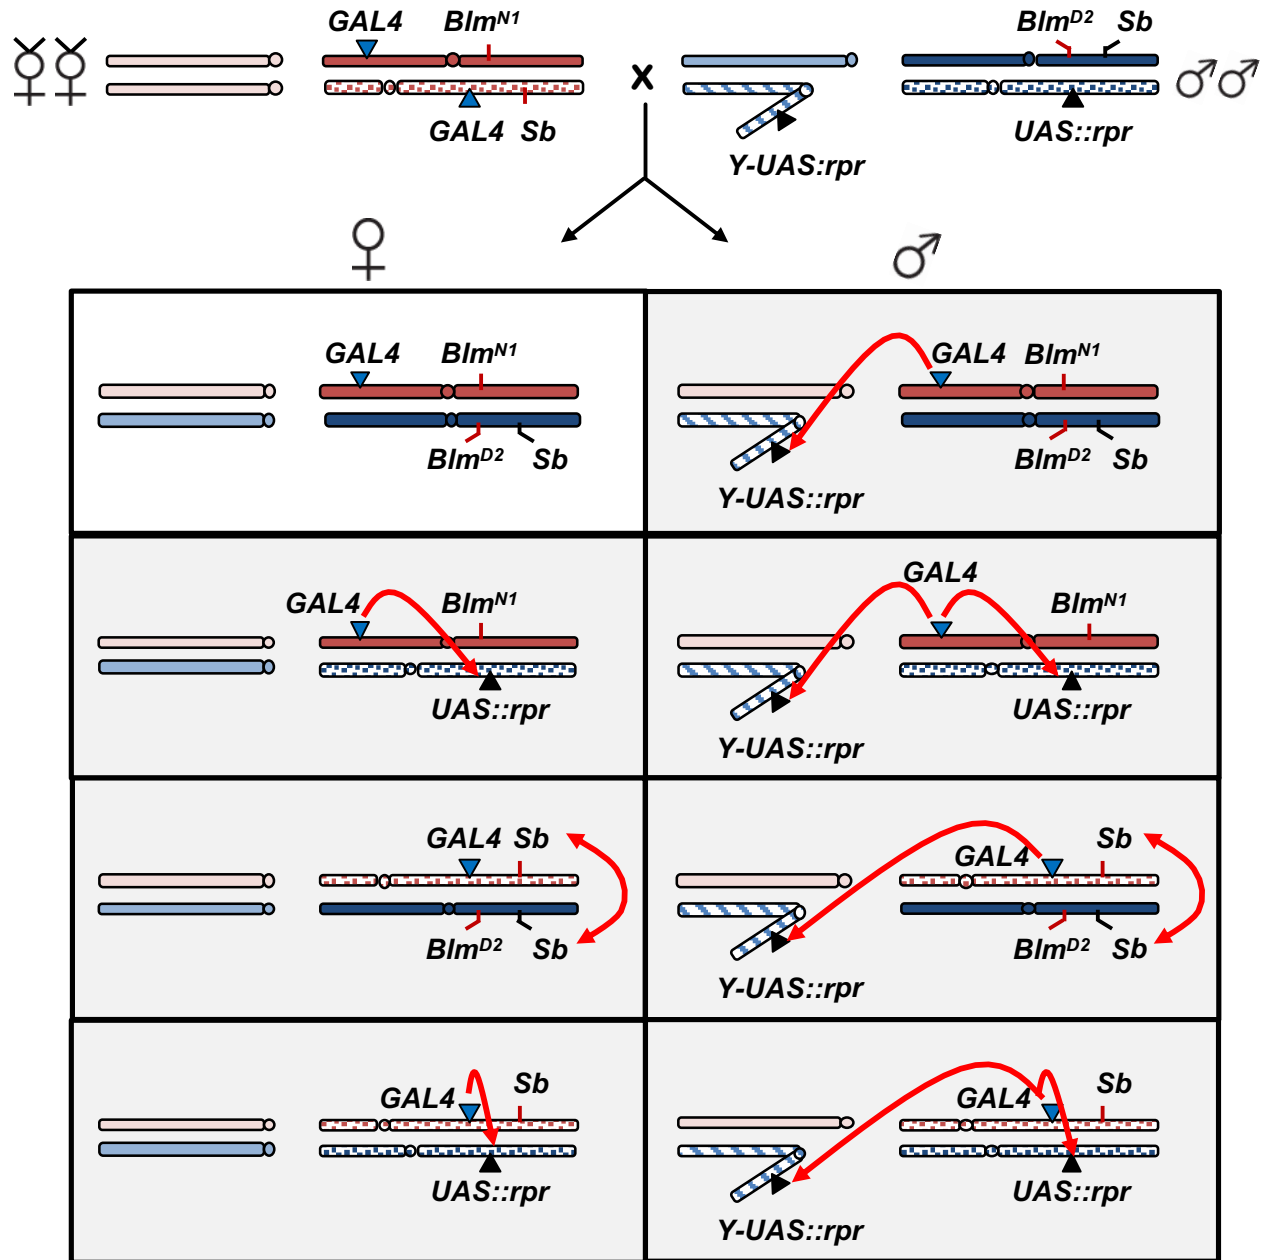 GAL4 Blm^N1 Blm^D2 Sb
X
GAL4 Sb UAS::rpr
Y-UAS:rpr
♀ ♂
GAL4 Blm^N1 GAL4 Blm^N1
Blm^D2 Sb Blm^D2 Sb
Y-UAS::rpr
GAL4
GAL4 Blm^N1 Blm^N1
UAS::rpr UAS::rpr
Y-UAS::rpr
GAL4 Sb Sb
GAL4
Blm^D2 Sb Blm^D2 Sb
Y-UAS::rpr
Sb Sb
GAL4 GAL4
UAS::rpr UAS::rpr
Y-UAS::rpr